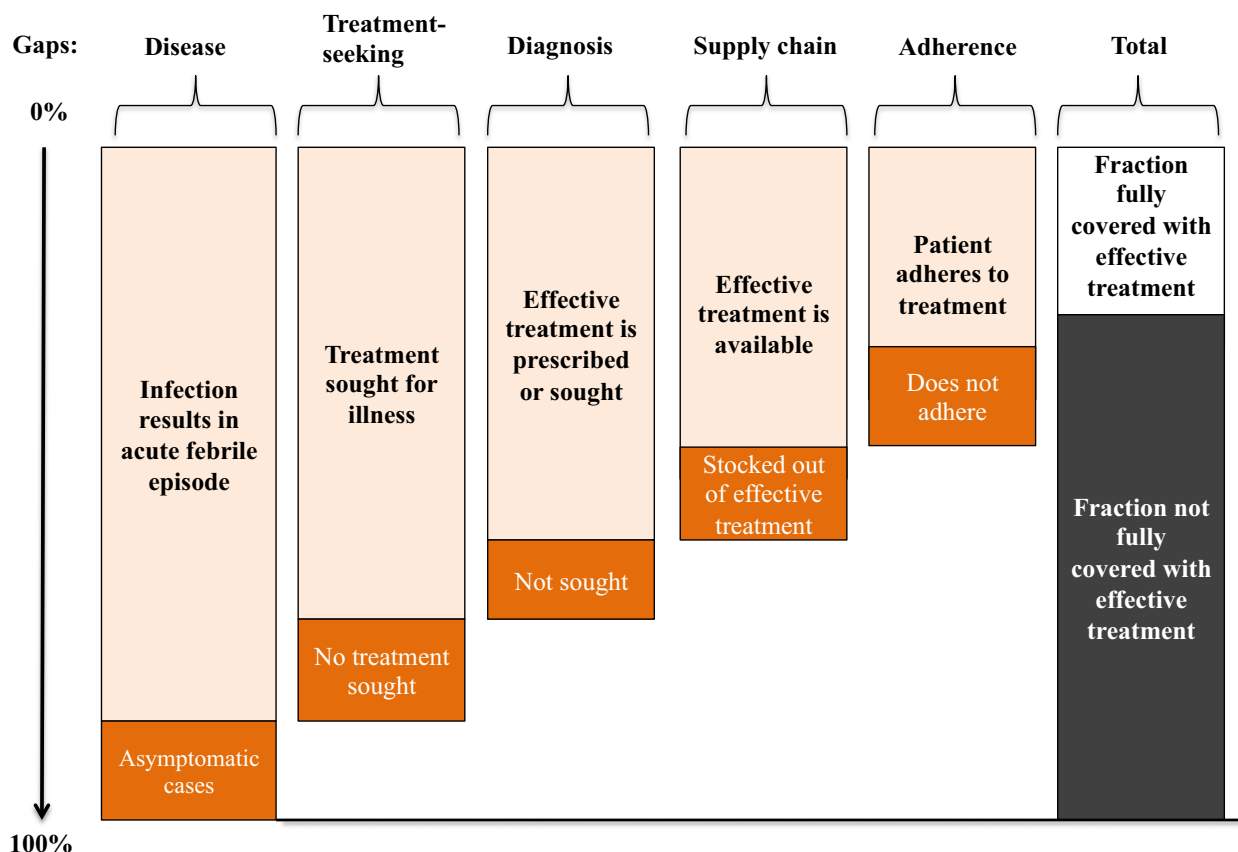 Gaps:
Disease
Treatment-
seeking
Diagnosis
Supply chain
Adherence
Total
0%
Infection
results in
acute febrile
episode
Asymptomatic
cases
Treatment
sought for
illness
No treatment
sought
Effective
treatment is
prescribed
or sought
Not sought
Effective
treatment is
available
Stocked out
of effective
treatment
Patient
adheres to
treatment
Does not
adhere
Fraction
fully
covered with
effective
treatment
Fraction not
fully
covered with
effective
treatment
100%